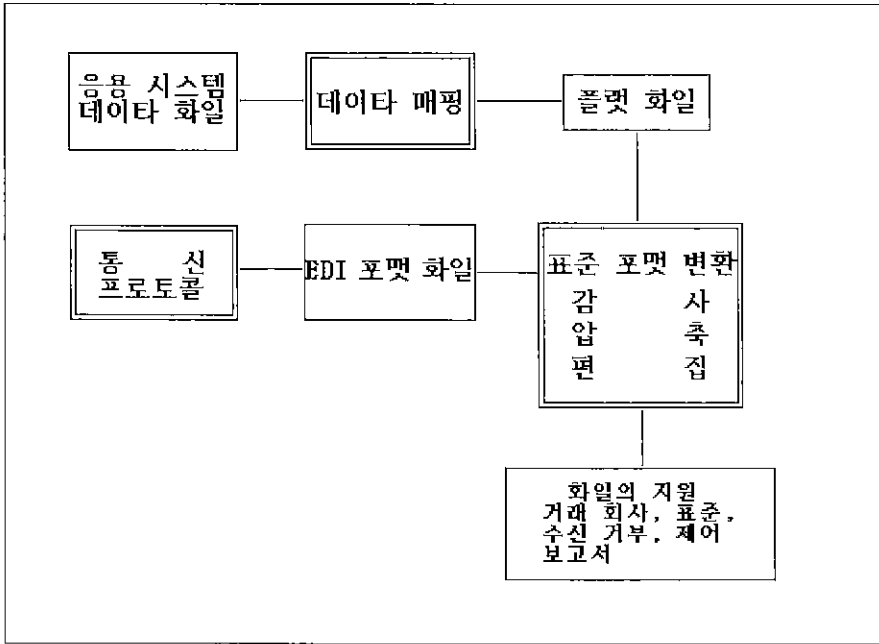 응용 시스템
데이타 화일
데이타 매핑
플랫 화일
통 신
프로토콜
EDI 포맷 화일
표준 포맷 변환
감 사
압 축
편 집
화일의 지원
거래 회사, 표준,
수신 거부, 제어
보고서